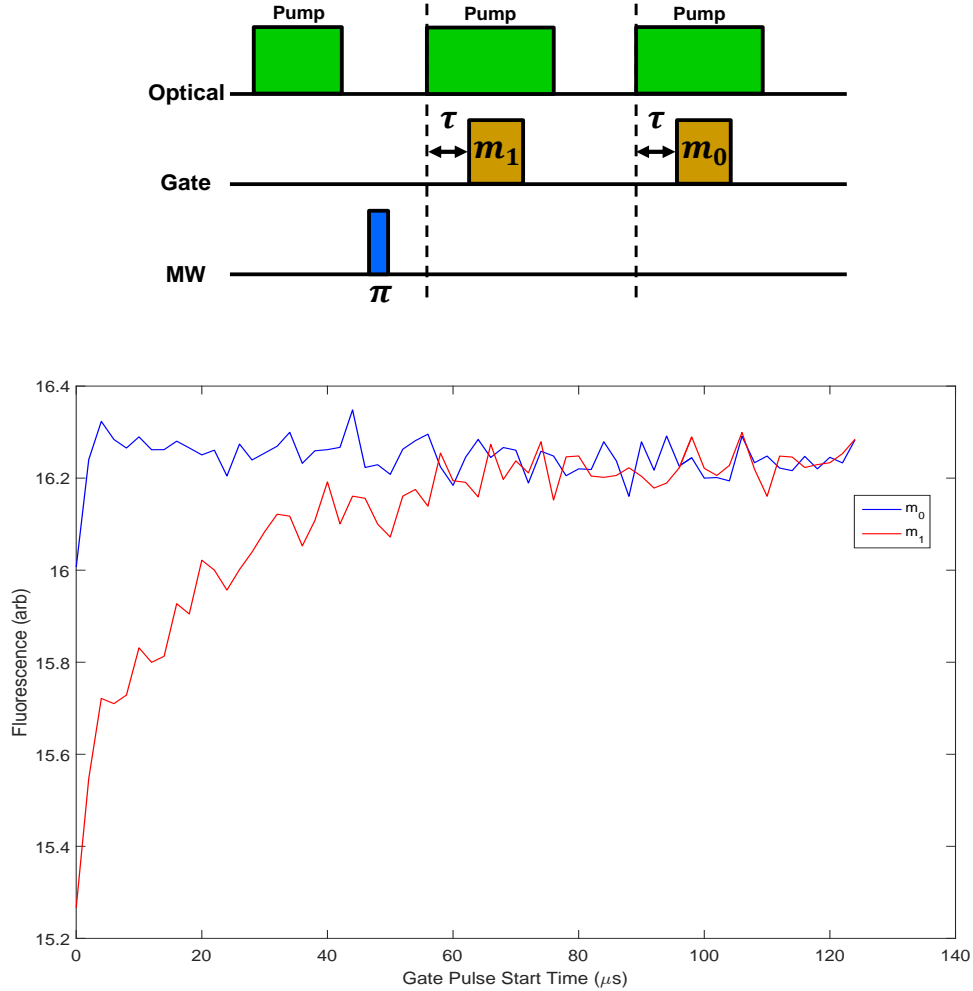 Pump Pump Pump
Optical
τ τ
m₁ m₀
Gate
MW
π
16.4
16.2
16
15.8
15.6
15.4
15.2
Fluorescence (arb)
m₀
m₁
0 20 40 60 80 100 120 140
Gate Pulse Start Time (μs)